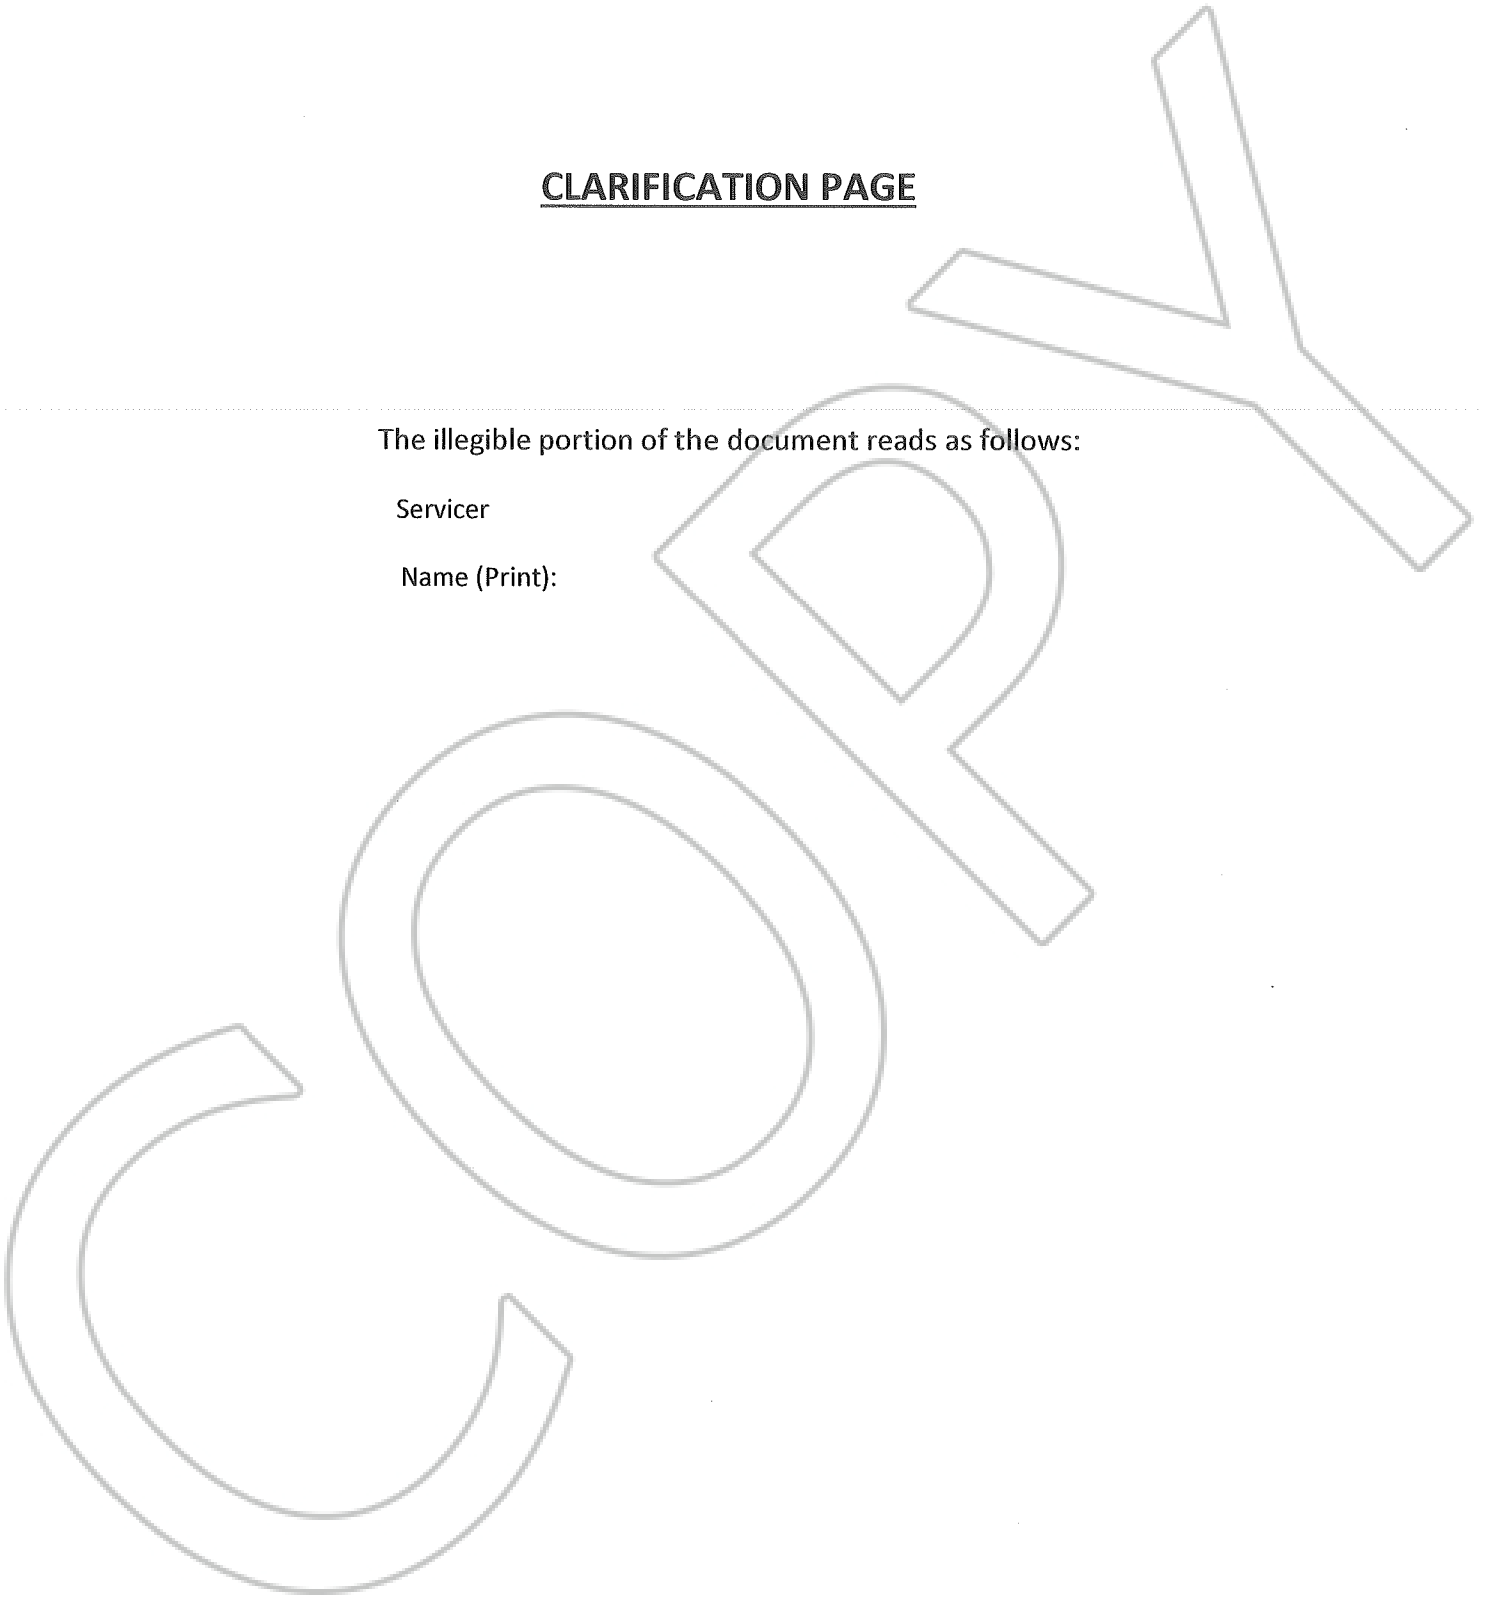 CLARIFICATION PAGE
The illegible portion of the document reads as follows:
Servicer
Name (Print):
COPY